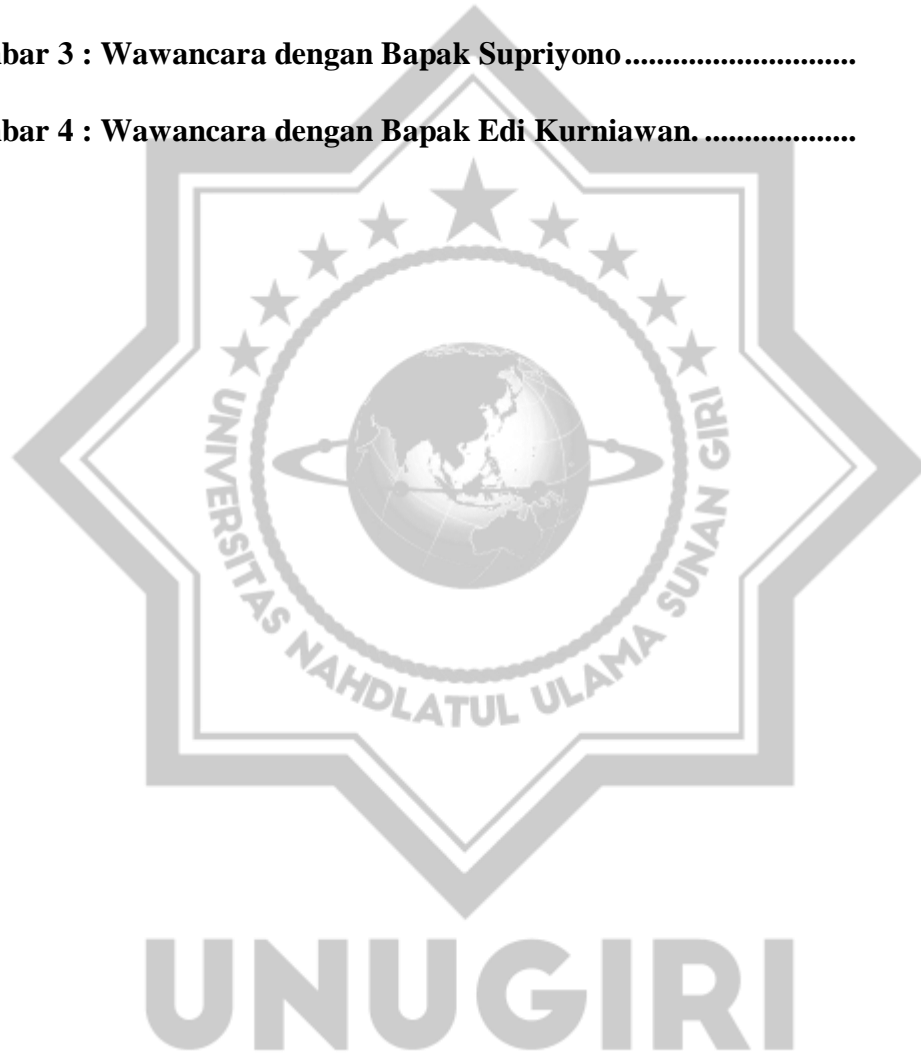 bar 3 : Wawancara dengan Bapak Supriyono.............................
bar 4 : Wawancara dengan Bapak Edi Kurniawan. ...................
UNIVERSITAS NAHDLATUL ULAMA SUNAN GIRI
UNUGIRI